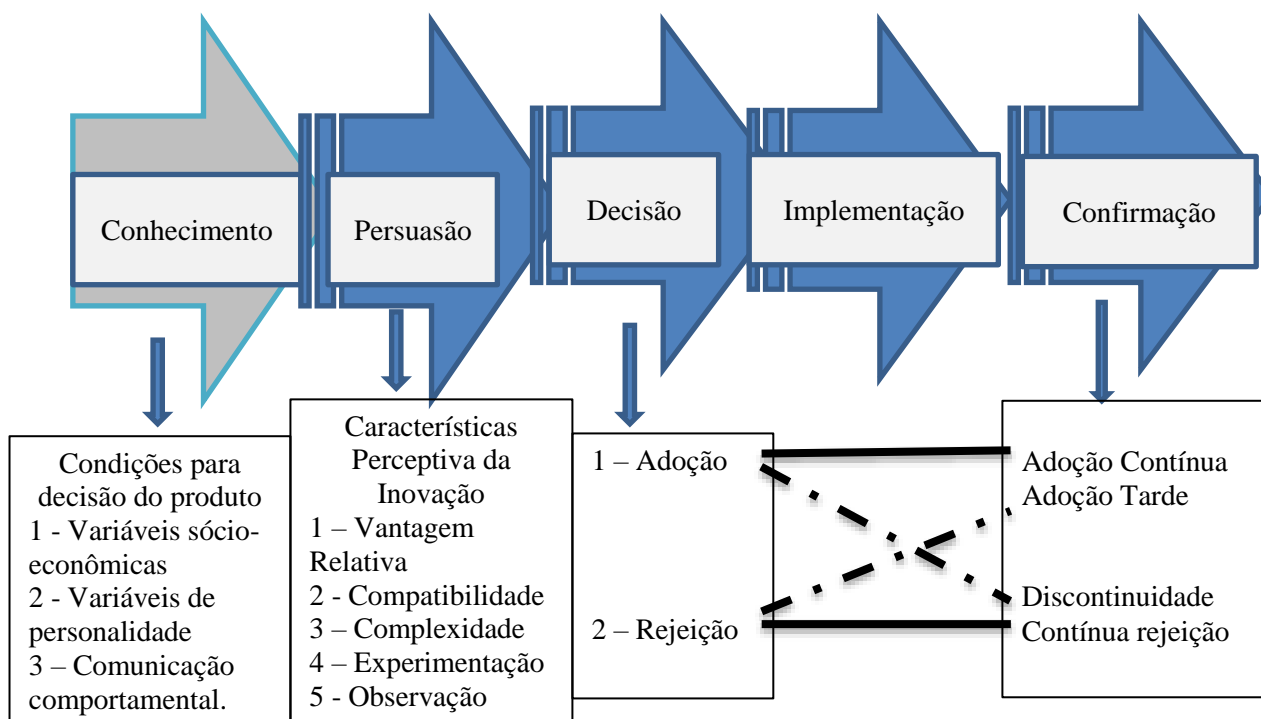 Conhecimento
Persuasão
Decisão
Implementação
Confirmação
Condições para
decisão do produto
1 - Variáveis sócio-
econômicas
2 - Variáveis de
personalidade
3 – Comunicação
comportamental.
Características
Perceptiva da
Inovação
1 – Vantagem
Relativa
2 - Compatibilidade
3 – Complexidade
4 – Experimentação
5 - Observação
1 – Adoção
2 – Rejeição
Adoção Contínua
Adoção Tarde
Discontinuidade
Contínua rejeição